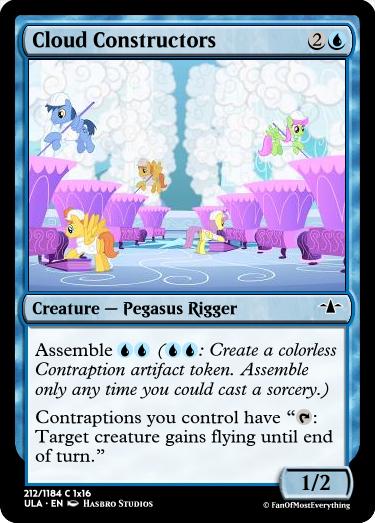 Cloud Constructors 2
Creature — Pegasus Rigger
Assemble (: Create a colorless
Contraption artifact token. Assemble
only any time you could cast a sorcery.)
Contraptions you control have “:
Target creature gains flying until end
of turn.”
1/2
212/1184 C 1x16
ULA • EN Hasbro Studios
© FanOfMostEverything